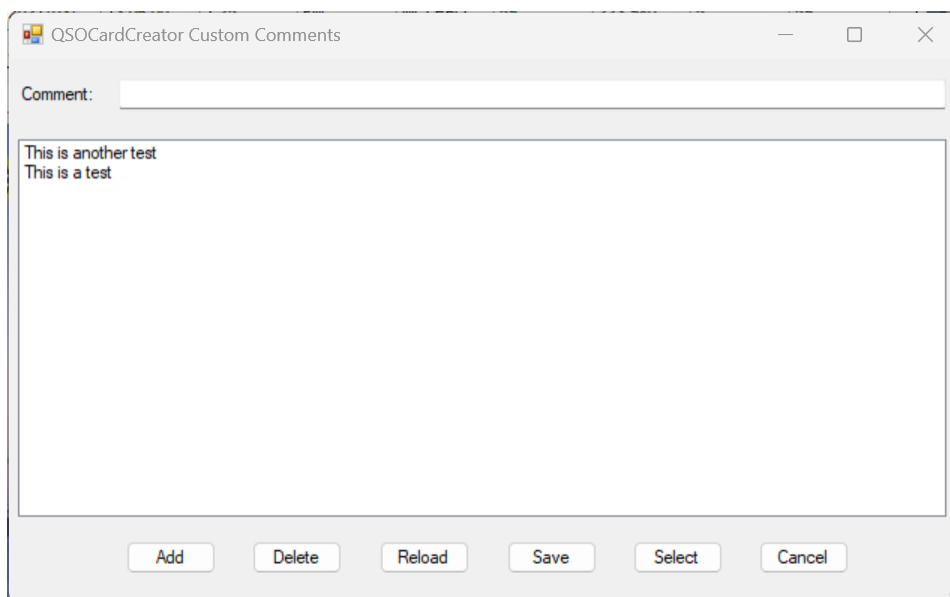 QSOCardCreator Custom Comments
Comment:
This is another test
This is a test
Add Delete Reload Save Select Cancel